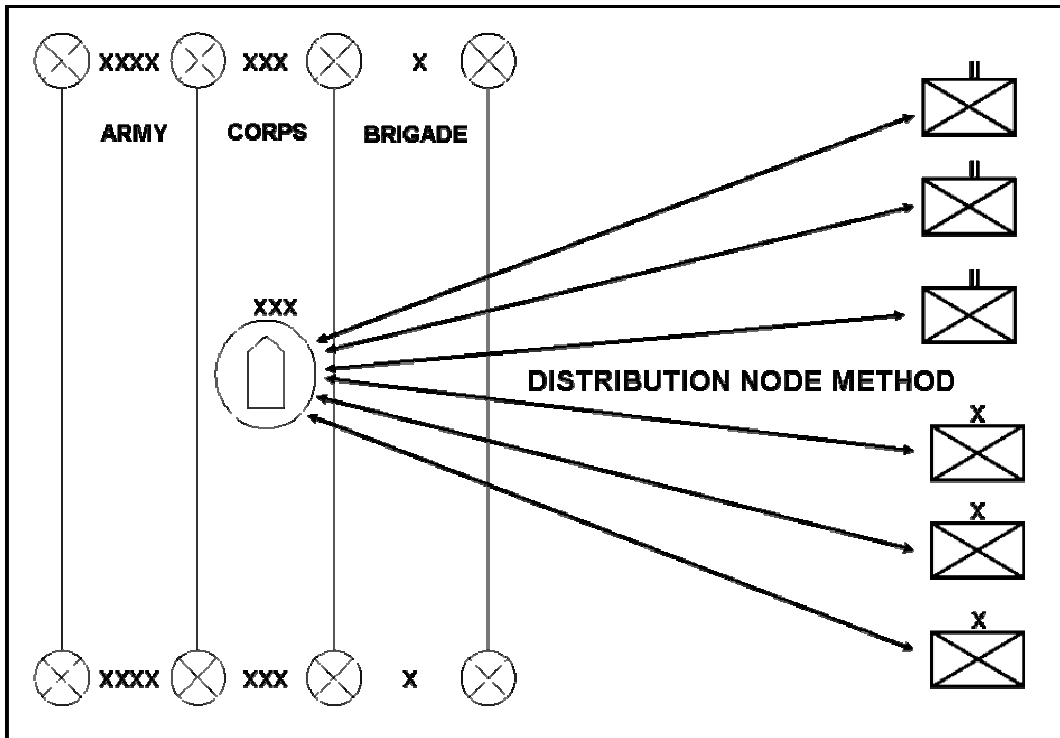 XXXX XXX X
II
ARMY CORPS BRIGADE
II
II
XXX
DISTRIBUTION NODE METHOD
X
X
X
XXXX XXX X